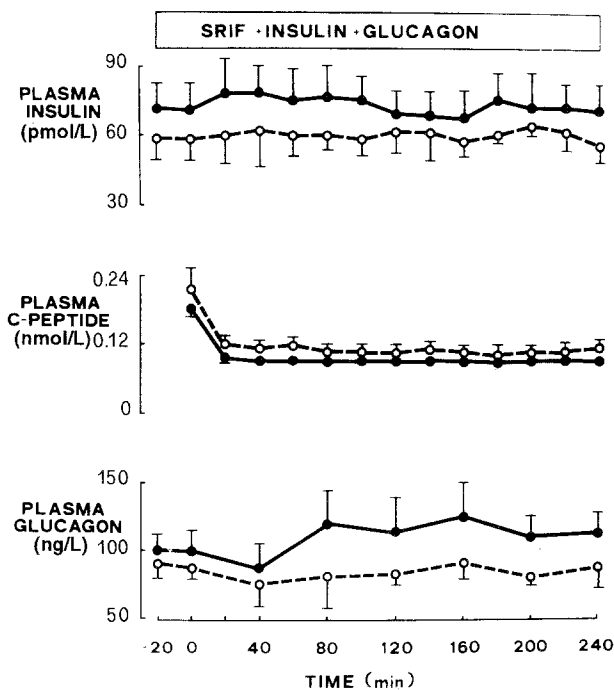 SRIF + INSULIN + GLUCAGON
90
PLASMA
INSULIN
(pmol/L)
60
30
0.24
PLASMA
C-PEPTIDE
(nmol/L)
0.12
0
150
PLASMA
GLUCAGON
(ng/L)
100
50
-20 0 40 80 120 160 200 240
TIME (min)